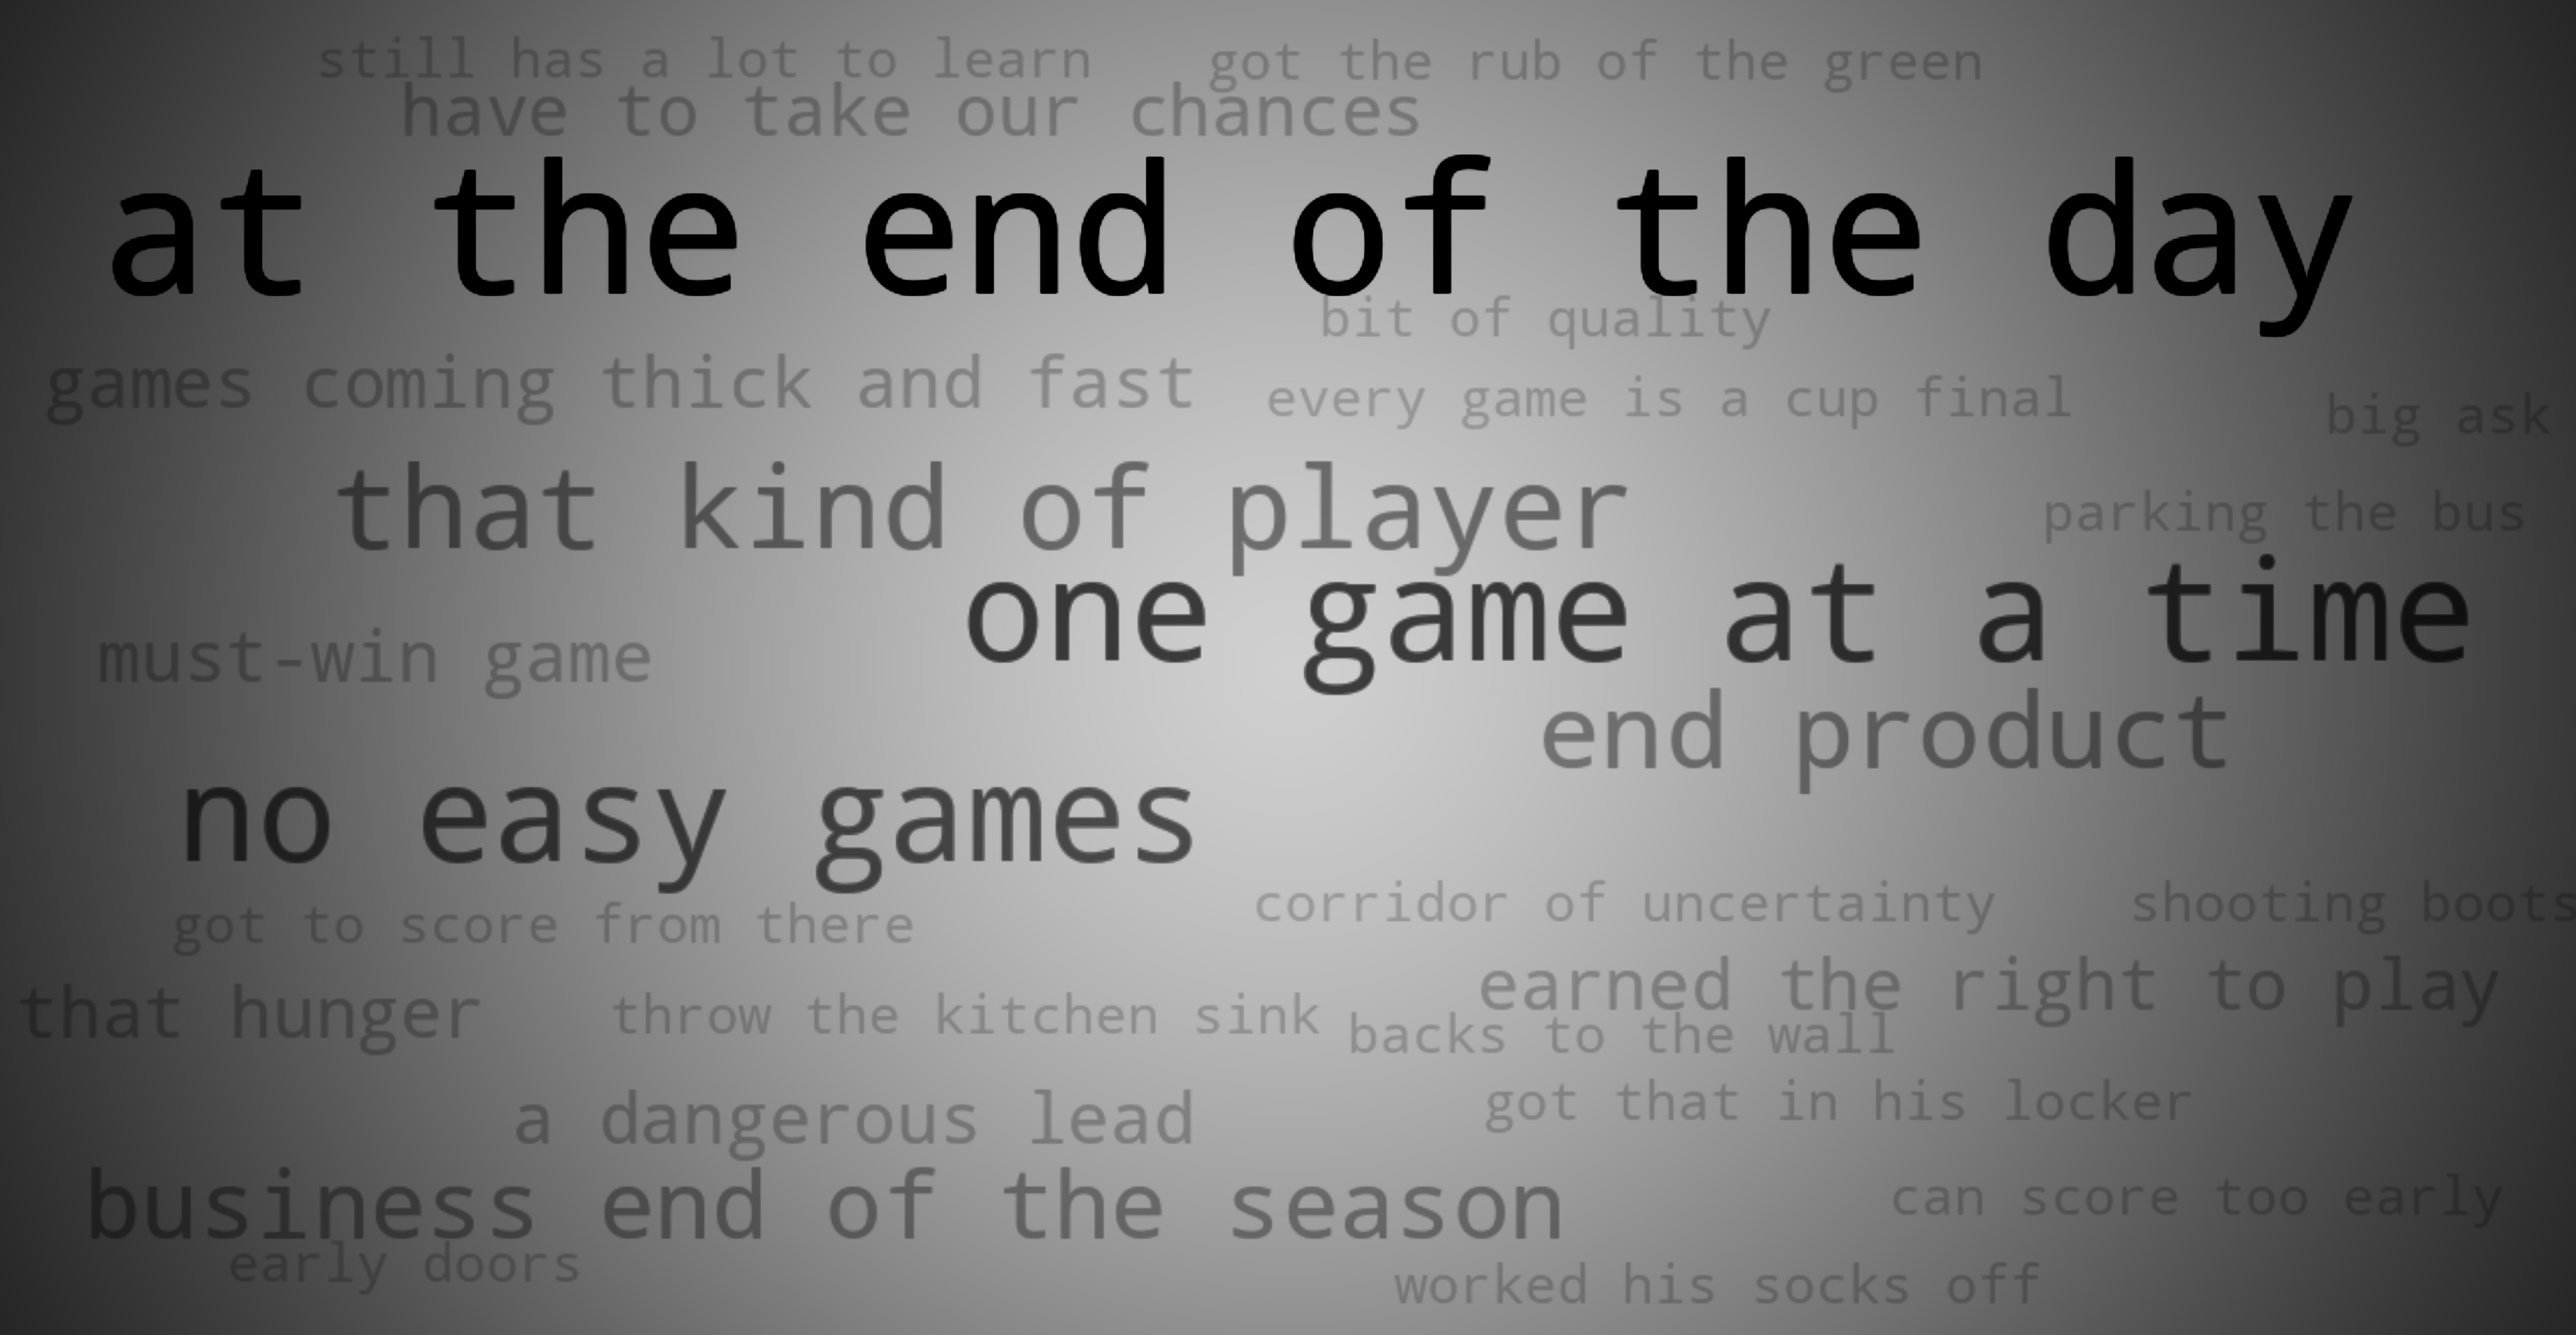 still has a lot to learn
got the rub of the green
have to take our chances
at the end of the day
bit of quality
games coming thick and fast
every game is a cup final
big ask
that kind of player
parking the bus
one game at a time
must-win game
end product
no easy games
got to score from there
corridor of uncertainty
shooting boots
earned the right to play
that hunger
throw the kitchen sink
backs to the wall
a dangerous lead
got that in his locker
business end of the season
can score too early
early doors
worked his socks off